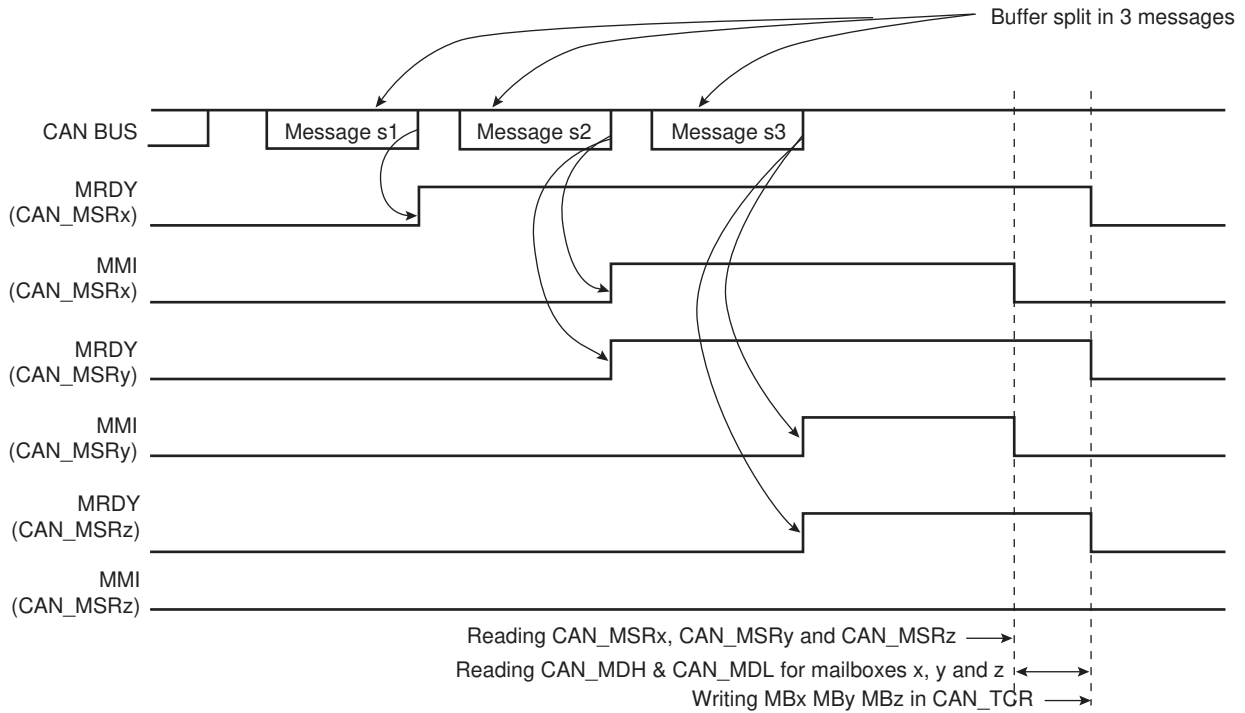 Buffer split in 3 messages
CAN BUS
Message s1
Message s2
Message s3
MRDY
(CAN_MSRx)
MMI
(CAN_MSRx)
MRDY
(CAN_MSRy)
MMI
(CAN_MSRy)
MRDY
(CAN_MSRz)
MMI
(CAN_MSRz)
Reading CAN_MSRx, CAN_MSRy and CAN_MSRz
Reading CAN_MDH & CAN_MDL for mailboxes x, y and z
Writing MBx MBy MBz in CAN_TCR